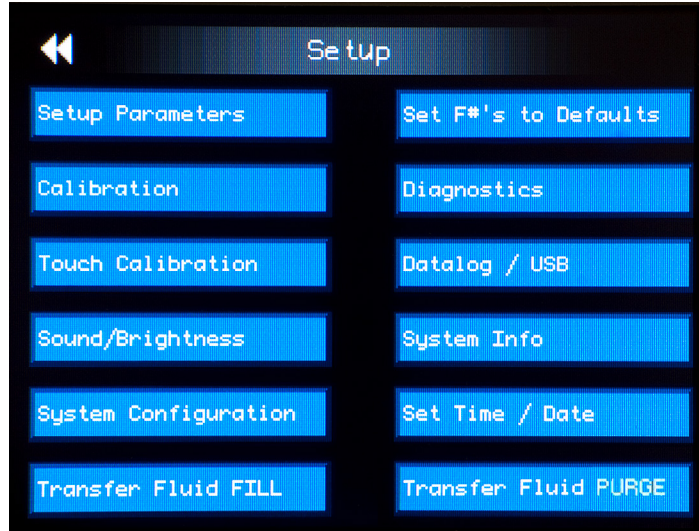 Setup
Setup Parameters
Set F#'s to Defaults
Calibration
Diagnostics
Touch Calibration
Datalog / USB
Sound/Brightness
System Info
System Configuration
Set Time / Date
Transfer Fluid FILL
Transfer Fluid PURGE